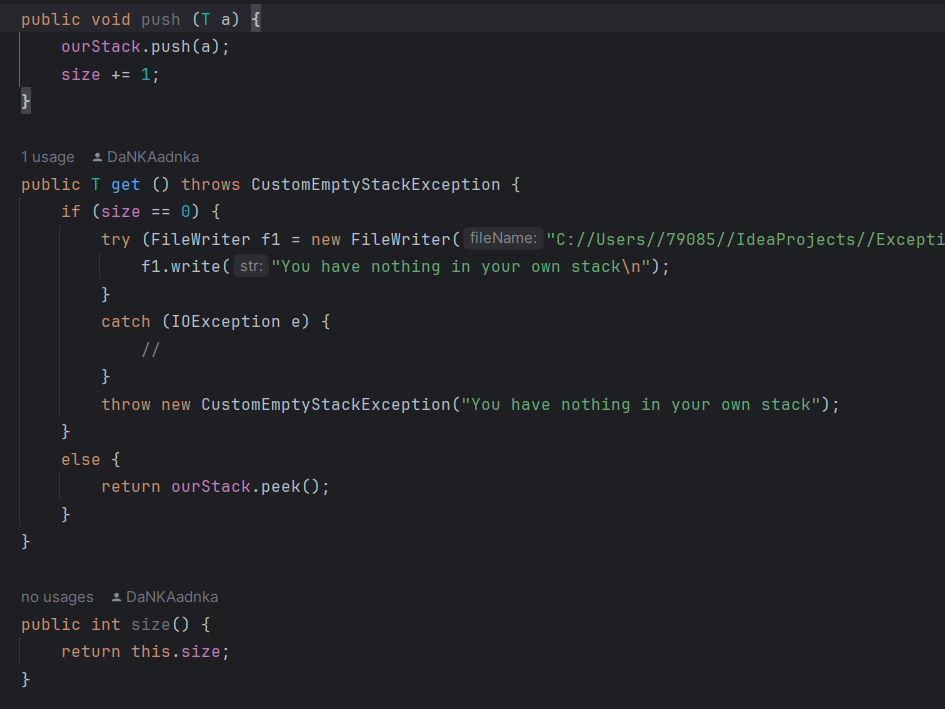 public void push (T a) {
    ourStack.push(a);
    size += 1;
}
1 usage DaNKAadnka
public T get () throws CustomEmptyStackException {
    if (size == 0) {
        try (FileWriter f1 = new FileWriter( fileName: "C://Users//79085//IdeaProjects//Excepti
            f1.write( str: "You have nothing in your own stack\n");
        }
        catch (IOException e) {
            //
        }
        throw new CustomEmptyStackException("You have nothing in your own stack");
    }
    else {
        return ourStack.peek();
    }
}
no usages DaNKAadnka
public int size() {
    return this.size;
}